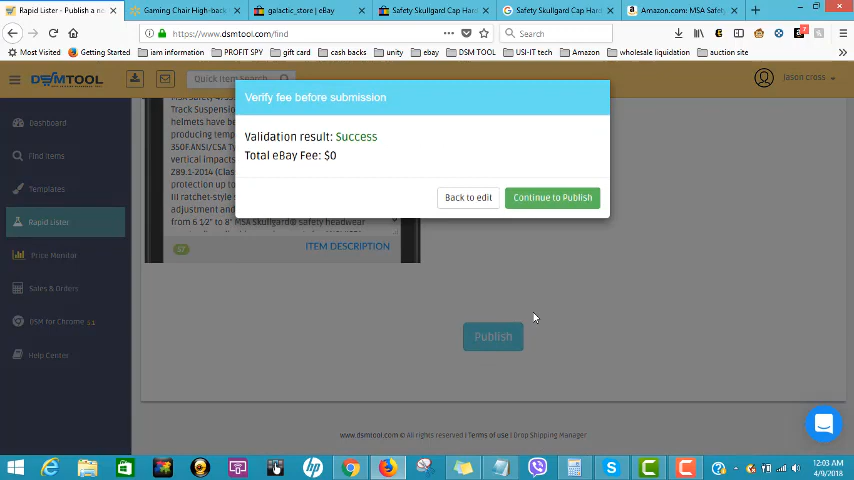 Rapid Lister - Publish a ne
Gaming Chair High-back
galactic_store | eBay
Safety Skullgard Cap Hard
Safety Skullgard Cap Hard
Amazon.com: MSA Safety
https://www.dsmtool.com/find
Search
Most Visited
Getting Started
iem information
PROFIT SPY
gift card
cash backs
unity
ebay
DSM TOOL
USI-IT tech
Amazon
wholesale liquidation
auction site
DSMTOOL
Quick Item Search
Jason cross
Dashboard
Find Items
Templates
Rapid Lister
Price Monitor
Sales & Orders
DSM for Chrome 5.1
Help Center
Track Suspension
helmets have be
producing temp
350F.ANSI/CSA Ty
vertical impacts
Z89.1-2014 (Class
protection up to
III ratchet-style s
adjustment and
from 6 1/2" to 8" MSA Skullgard® safety headwear
37
ITEM DESCRIPTION
Verify fee before submission
Validation result: Success
Total eBay Fee: $0
Back to edit
Continue to Publish
Publish
www.dsmtool.com © All rights reserved | Terms of use | Drop Shipping Manager
12:03 AM
4/9/2018